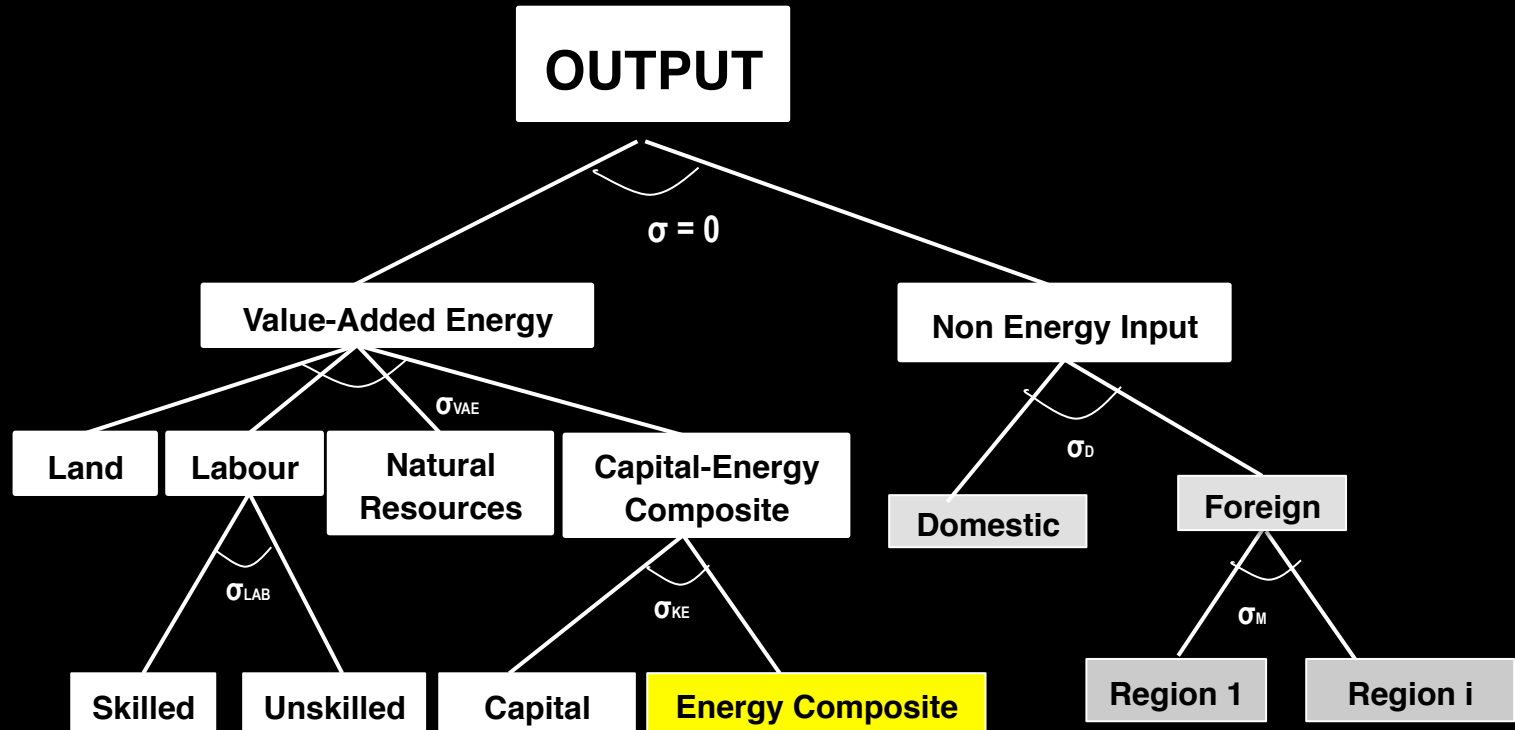 OUTPUT
σ = 0
Value-Added Energy
Non Energy Input
σVAE
σD
Land
Labour
Natural
Resources
Capital-Energy
Composite
Domestic
Foreign
σLAB
σKE
σM
Skilled
Unskilled
Capital
Energy Composite
Region 1
Region i